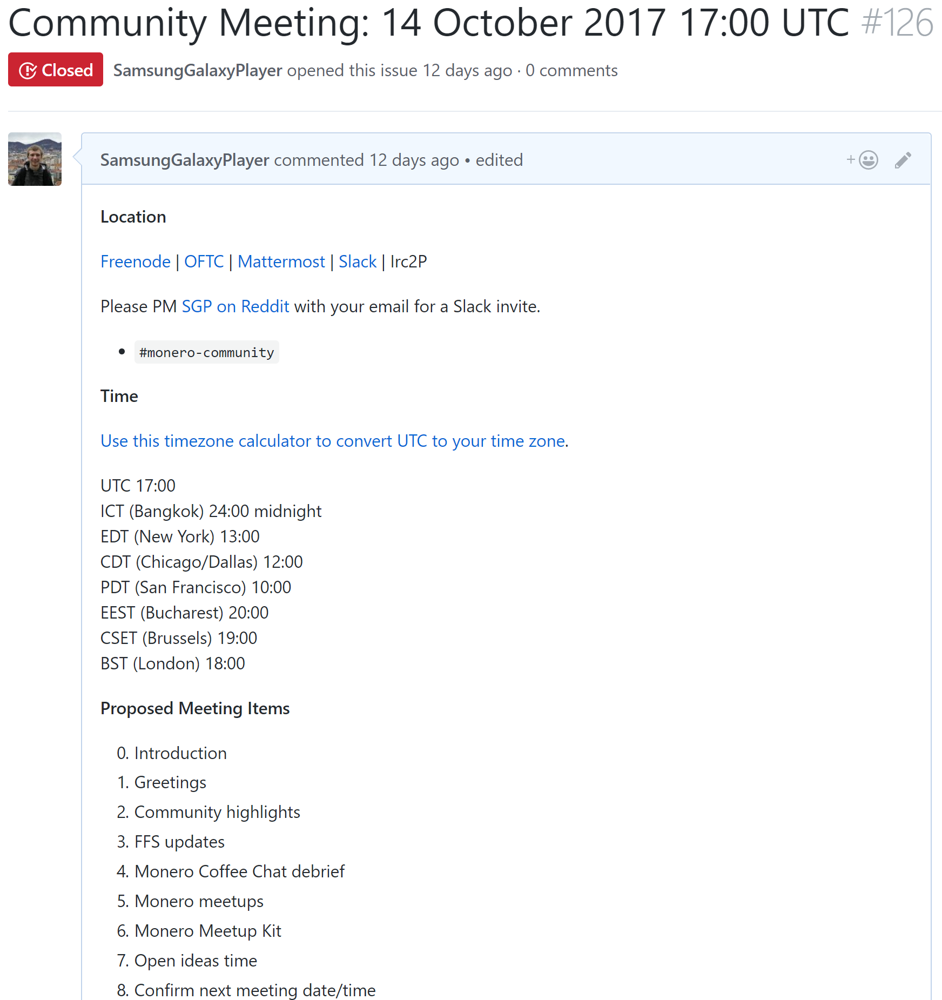 Community Meeting: 14 October 2017 17:00 UTC #126
Closed SamsungGalaxyPlayer opened this issue 12 days ago · 0 comments
SamsungGalaxyPlayer commented 12 days ago • edited
Location
Freenode | OFTC | Mattermost | Slack | Irc2P
Please PM SGP on Reddit with your email for a Slack invite.
• #monero-community
Time
Use this timezone calculator to convert UTC to your time zone.
UTC 17:00
ICT (Bangkok) 24:00 midnight
EDT (New York) 13:00
CDT (Chicago/Dallas) 12:00
PDT (San Francisco) 10:00
EEST (Bucharest) 20:00
CSET (Brussels) 19:00
BST (London) 18:00
Proposed Meeting Items
0. Introduction
1. Greetings
2. Community highlights
3. FFS updates
4. Monero Coffee Chat debrief
5. Monero meetups
6. Monero Meetup Kit
7. Open ideas time
8. Confirm next meeting date/time